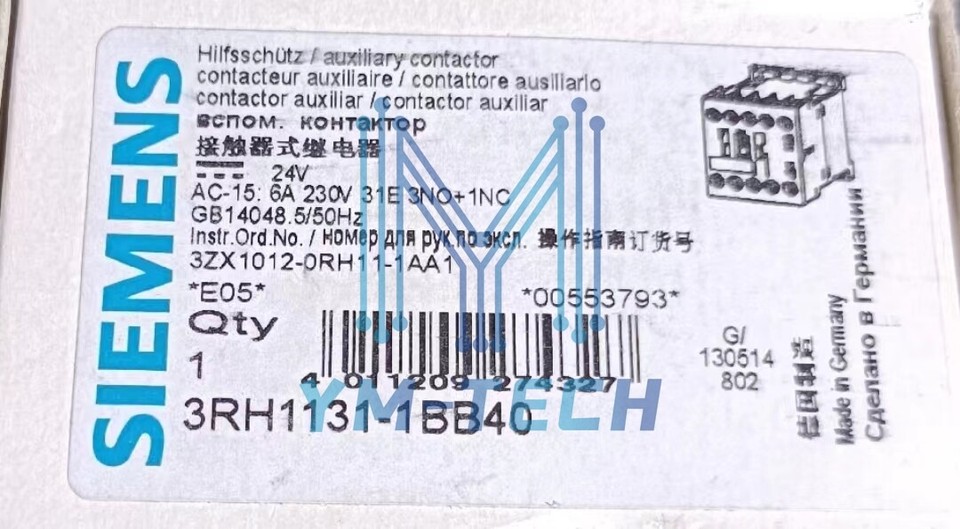 SIEMENS
Hilfsschütz / auxiliary contactor
contacteur auxiliaire / contattore ausiliario
contactor auxiliar / contactor auxiliar
вспом. контактор
接触器式继电器
24V
AC-15: 6A 230V 31E 3NO+1NC
GB14048.5/50Hz
Instr.Ord.No. / номер для рук.по экспл. 操作指南订货号
3ZX1012-0RH11-1AA1
*E05* *00553793*
Qty
1
4 011209 274327
3RH1131-1BB40
G/
130514
802
德国制造
Made in Germany
Сделано в Германии
YM-TECH